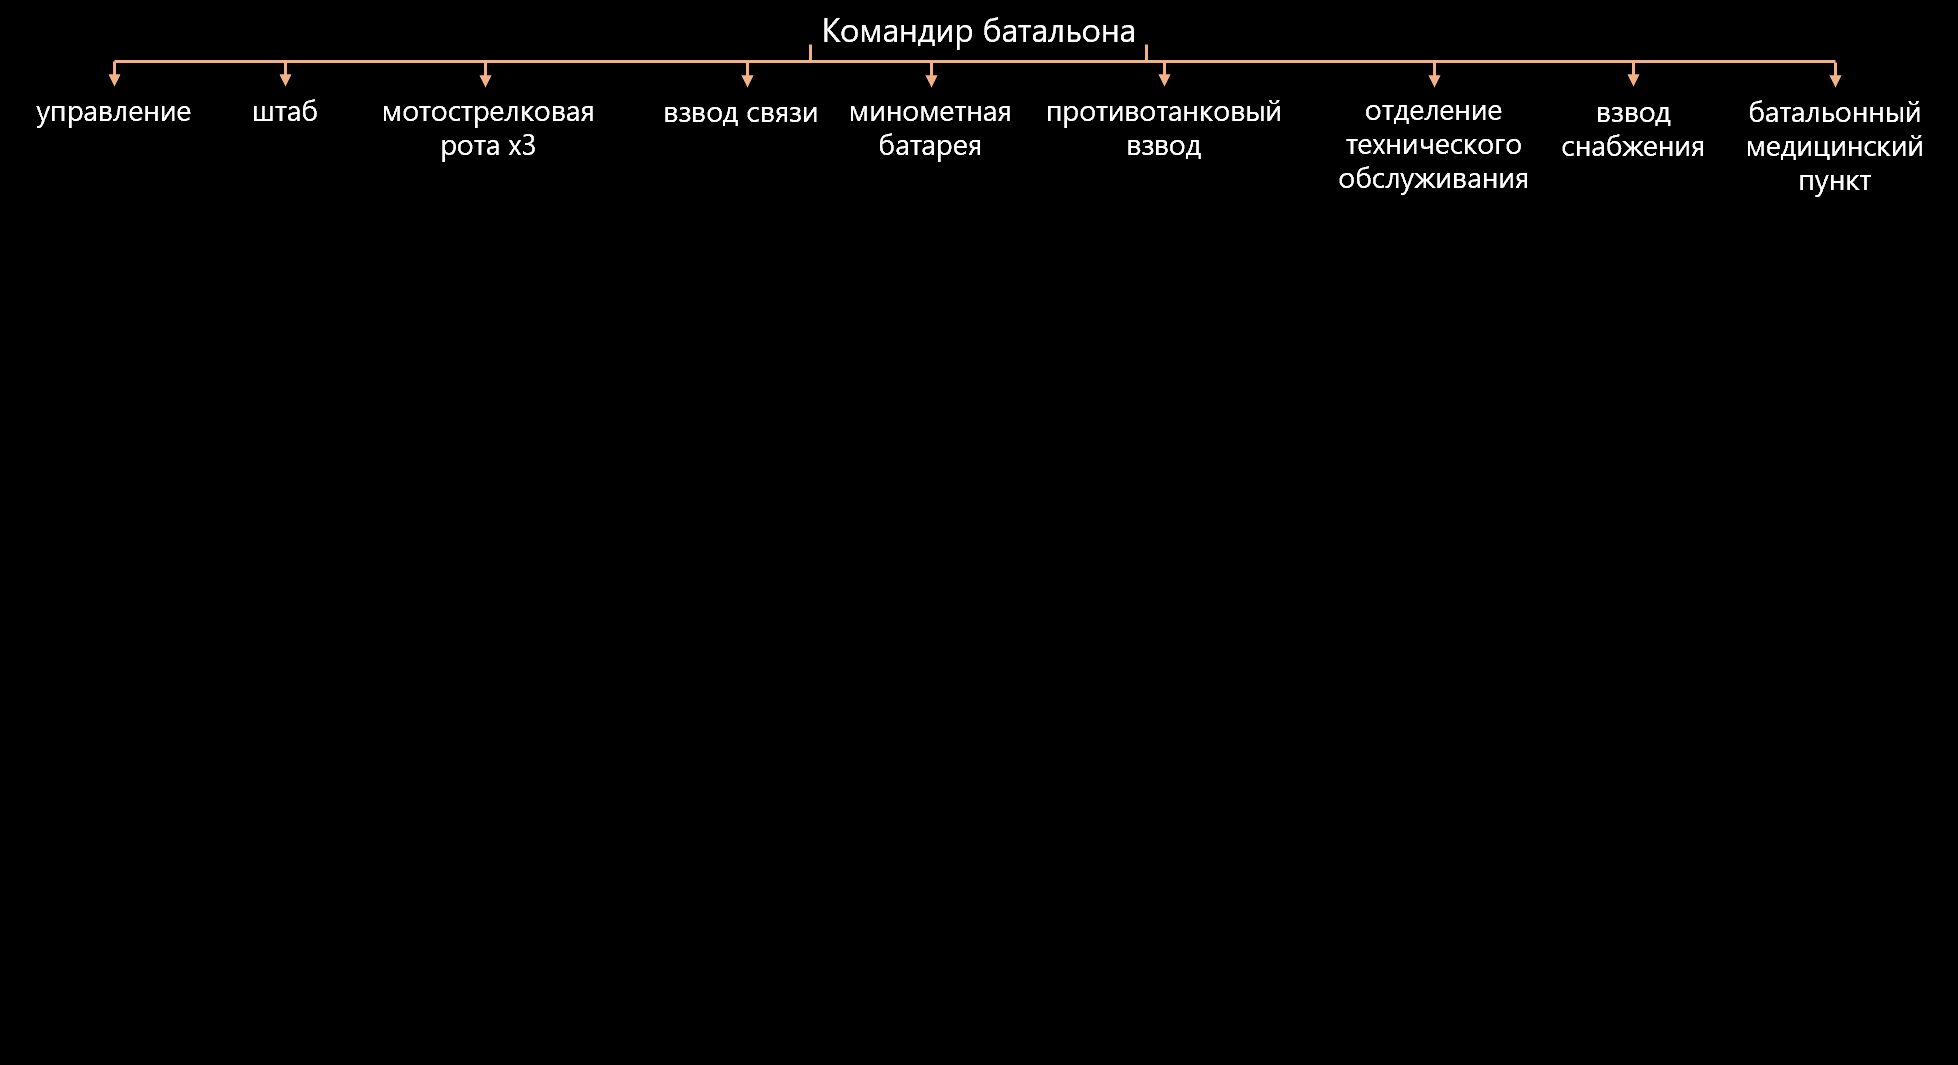 Командир батальона
управление
штаб
мотострелковая
рота х3
взвод связи
минометная
батарея
противотанковый
взвод
отделение
технического
обслуживания
взвод
снабжения
батальонный
медицинский
пункт